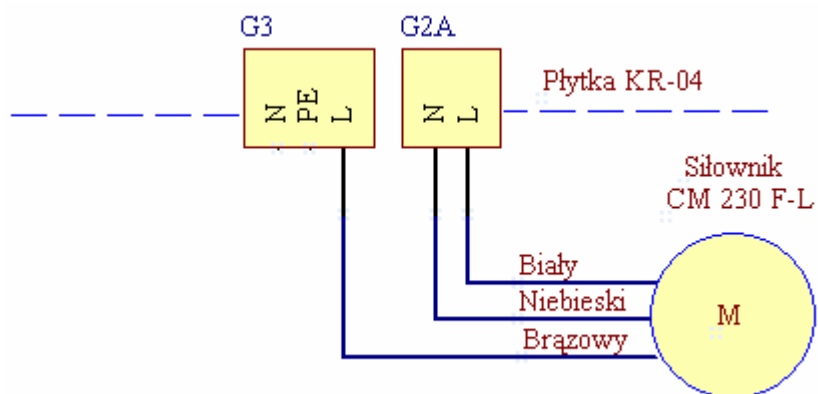 G3
G2A
N
PE
L
N
L
Płytka KR-04
Siłownik
CM 230 F-L
Biały
Niebieski
Brązowy
M